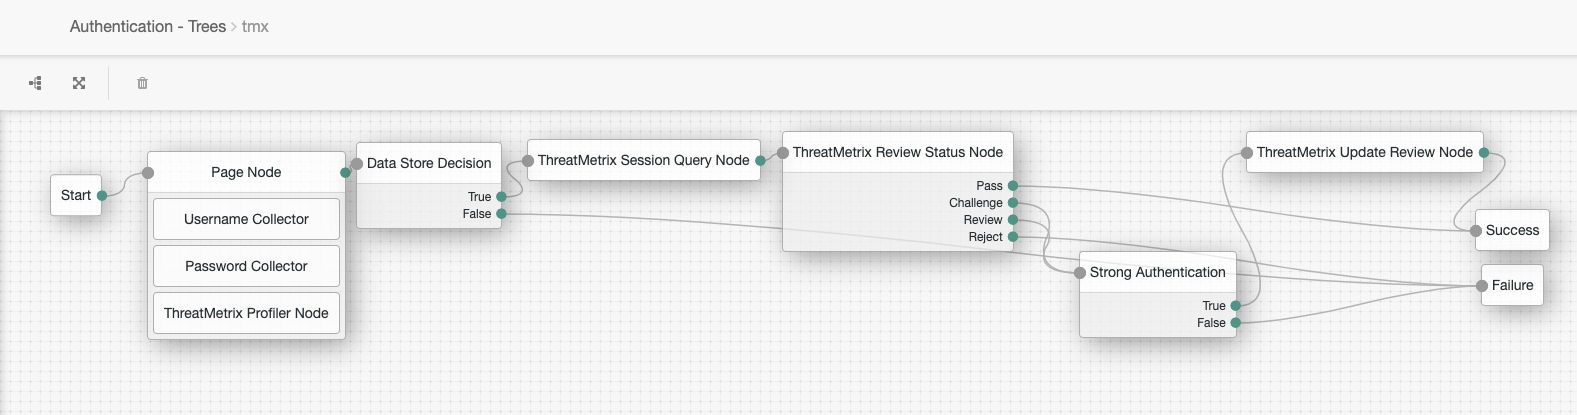 Authentication - Trees > tmx
Start
Page Node
Username Collector
Password Collector
ThreatMetrix Profiler Node
Data Store Decision
True
False
ThreatMetrix Session Query Node
ThreatMetrix Review Status Node
Pass
Challenge
Review
Reject
Strong Authentication
True
False
ThreatMetrix Update Review Node
Success
Failure